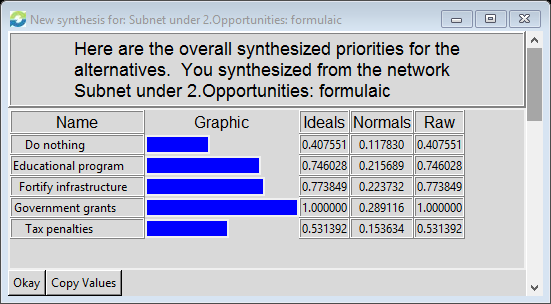 New synthesis for: Subnet under 2.Opportunities: formulaic
Here are the overall synthesized priorities for the
alternatives.  You synthesized from the network
Subnet under 2.Opportunities: formulaic
Name Graphic Ideals Normals Raw
Do nothing 0.407551 0.117830 0.407551
Educational program 0.746028 0.215689 0.746028
Fortify infrastructure 0.773849 0.223732 0.773849
Government grants 1.000000 0.289116 1.000000
Tax penalties 0.531392 0.153634 0.531392
Okay Copy Values